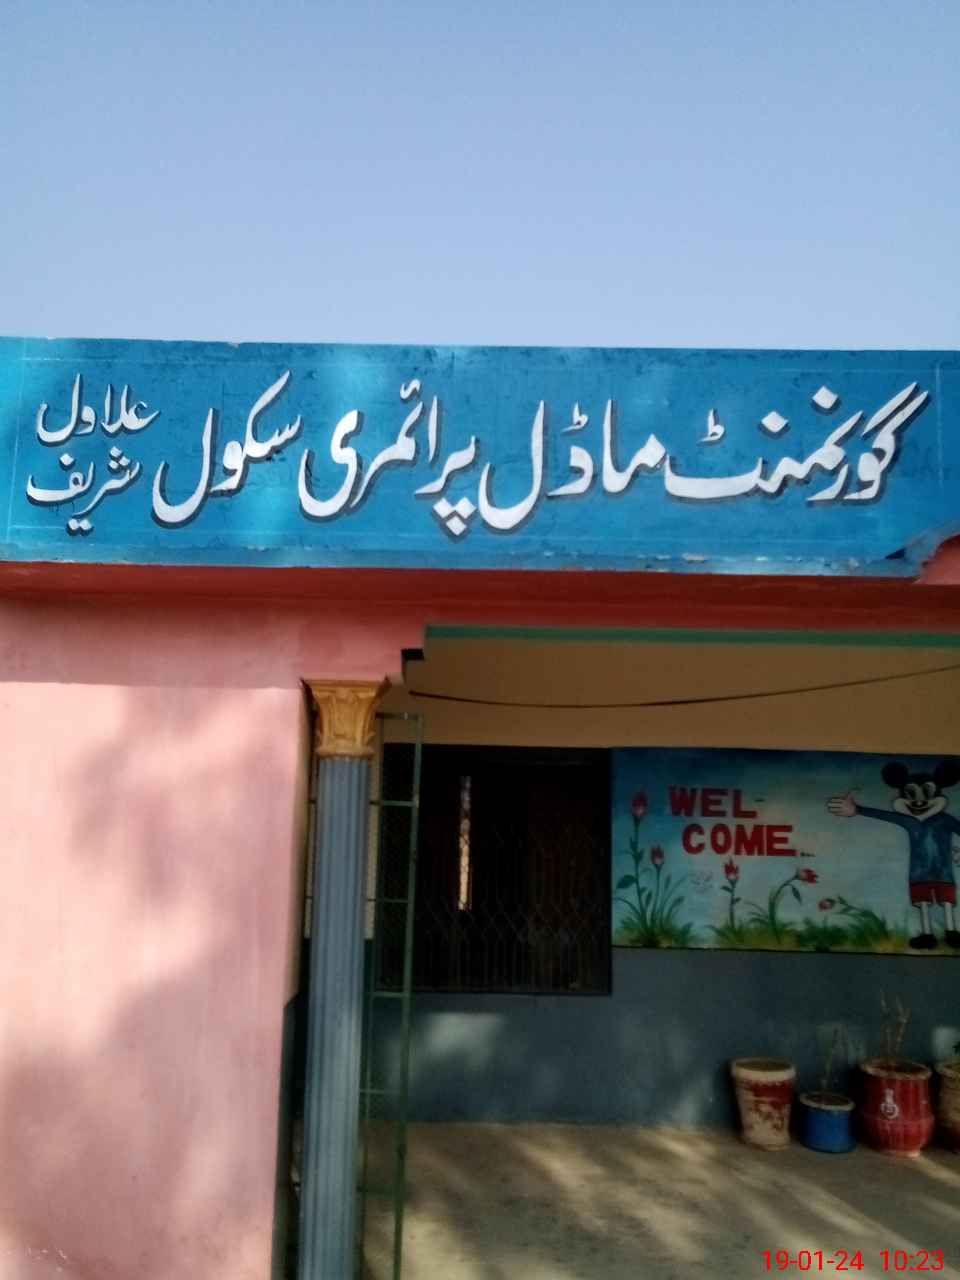 گورنمنٹ ماڈل پرائمری سکول علاول شریف
WEL-
COME...
19-01-24 10:23